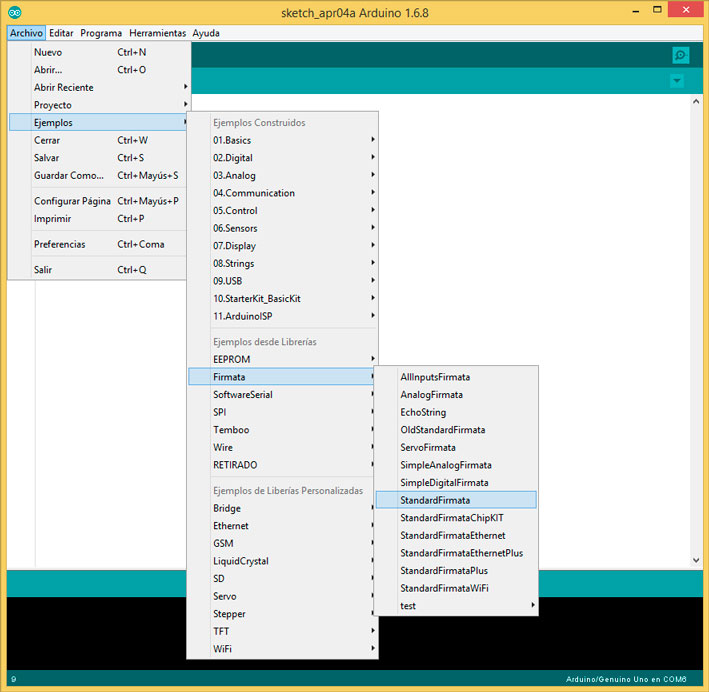 sketch_apr04a Arduino 1.6.8
Archivo Editar Programa Herramientas Ayuda
Nuevo Ctrl+N
Abrir... Ctrl+O
Abrir Reciente
Proyecto
Ejemplos
Cerrar Ctrl+W
Salvar Ctrl+S
Guardar Como... Ctrl+Mayús+S
Configurar Página Ctrl+Mayús+P
Imprimir Ctrl+P
Preferencias Ctrl+Coma
Salir Ctrl+Q
Ejemplos Construidos
01.Basics
02.Digital
03.Analog
04.Communication
05.Control
06.Sensors
07.Display
08.Strings
09.USB
10.StarterKit_BasicKit
11.ArduinoISP
Ejemplos desde Librerías
EEPROM
Firmata
SoftwareSerial
SPI
Temboo
Wire
RETIRADO
Ejemplos de Liberías Personalizadas
Bridge
Ethernet
GSM
LiquidCrystal
SD
Servo
Stepper
TFT
WiFi
AllInputsFirmata
AnalogFirmata
EchoString
OldStandardFirmata
ServoFirmata
SimpleAnalogFirmata
SimpleDigitalFirmata
StandardFirmata
StandardFirmataChipKIT
StandardFirmataEthernet
StandardFirmataEthernetPlus
StandardFirmataPlus
StandardFirmataWiFi
test
9 Arduino/Genuino Uno en COM6